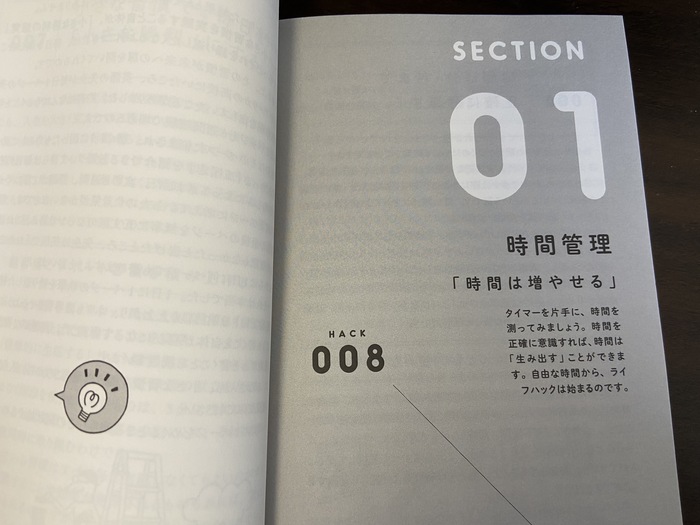 SECTION
01
時間管理
「時間は増やせる」
タイマーを片手に、時間を
測ってみましょう。時間を
正確に意識すれば、時間は
「生み出す」ことができま
す。自由な時間から、ライ
フハックは始まるのです。
HACK
008